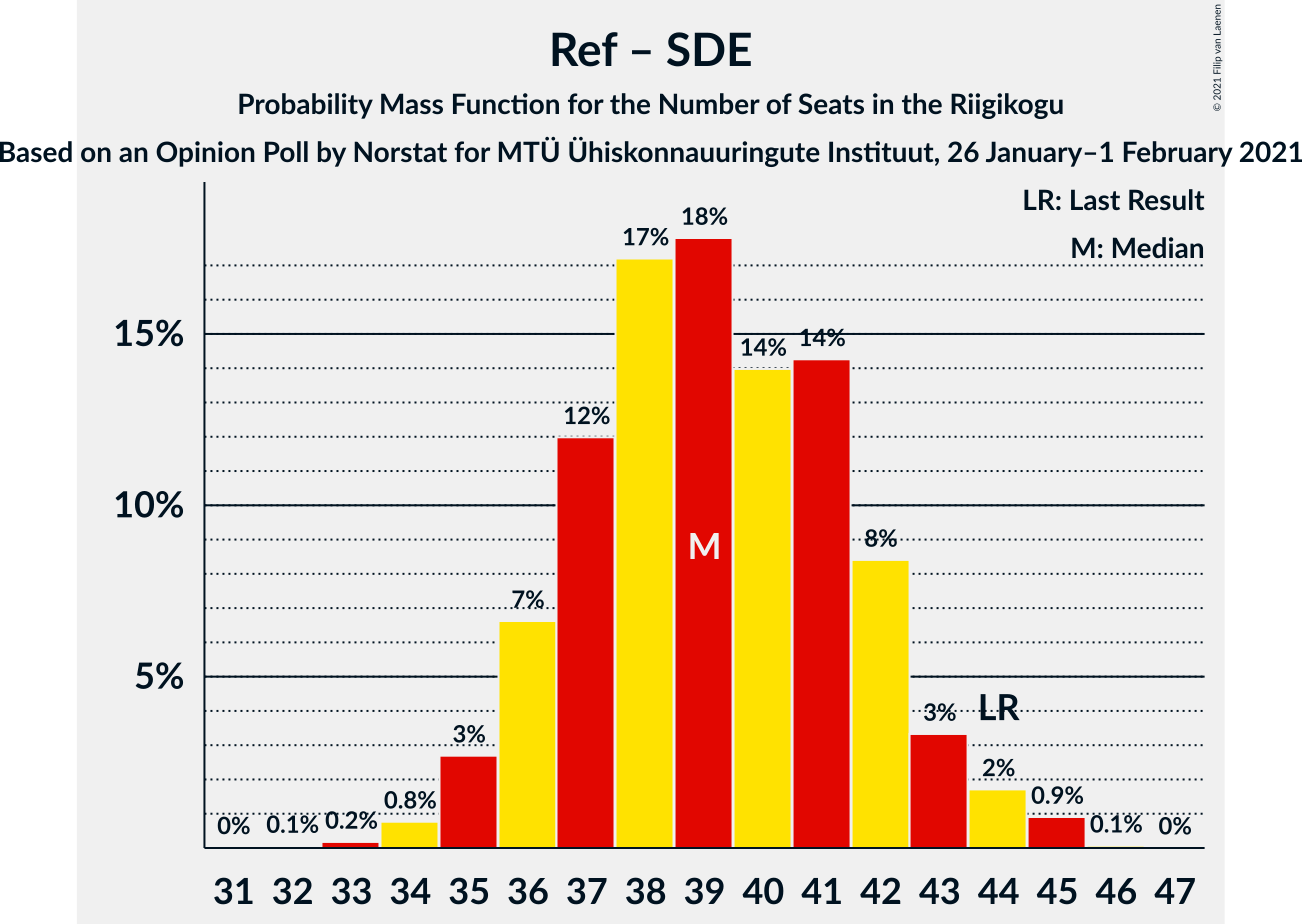 Ref – SDE
Probability Mass Function for the Number of Seats in the Riigikogu
Based on an Opinion Poll by Norstat for MTÜ Ühiskonnauuringute Instituut, 26 January–1 February 2021
© 2021 Filip van Laenen
LR: Last Result
M: Median
15%
10%
5%
0% 0.1% 0.2% 0.8% 3% 7% 12% 17% 18% 14% 14% 8% 3% 2% 0.9% 0.1% 0%
M
LR
31 32 33 34 35 36 37 38 39 40 41 42 43 44 45 46 47